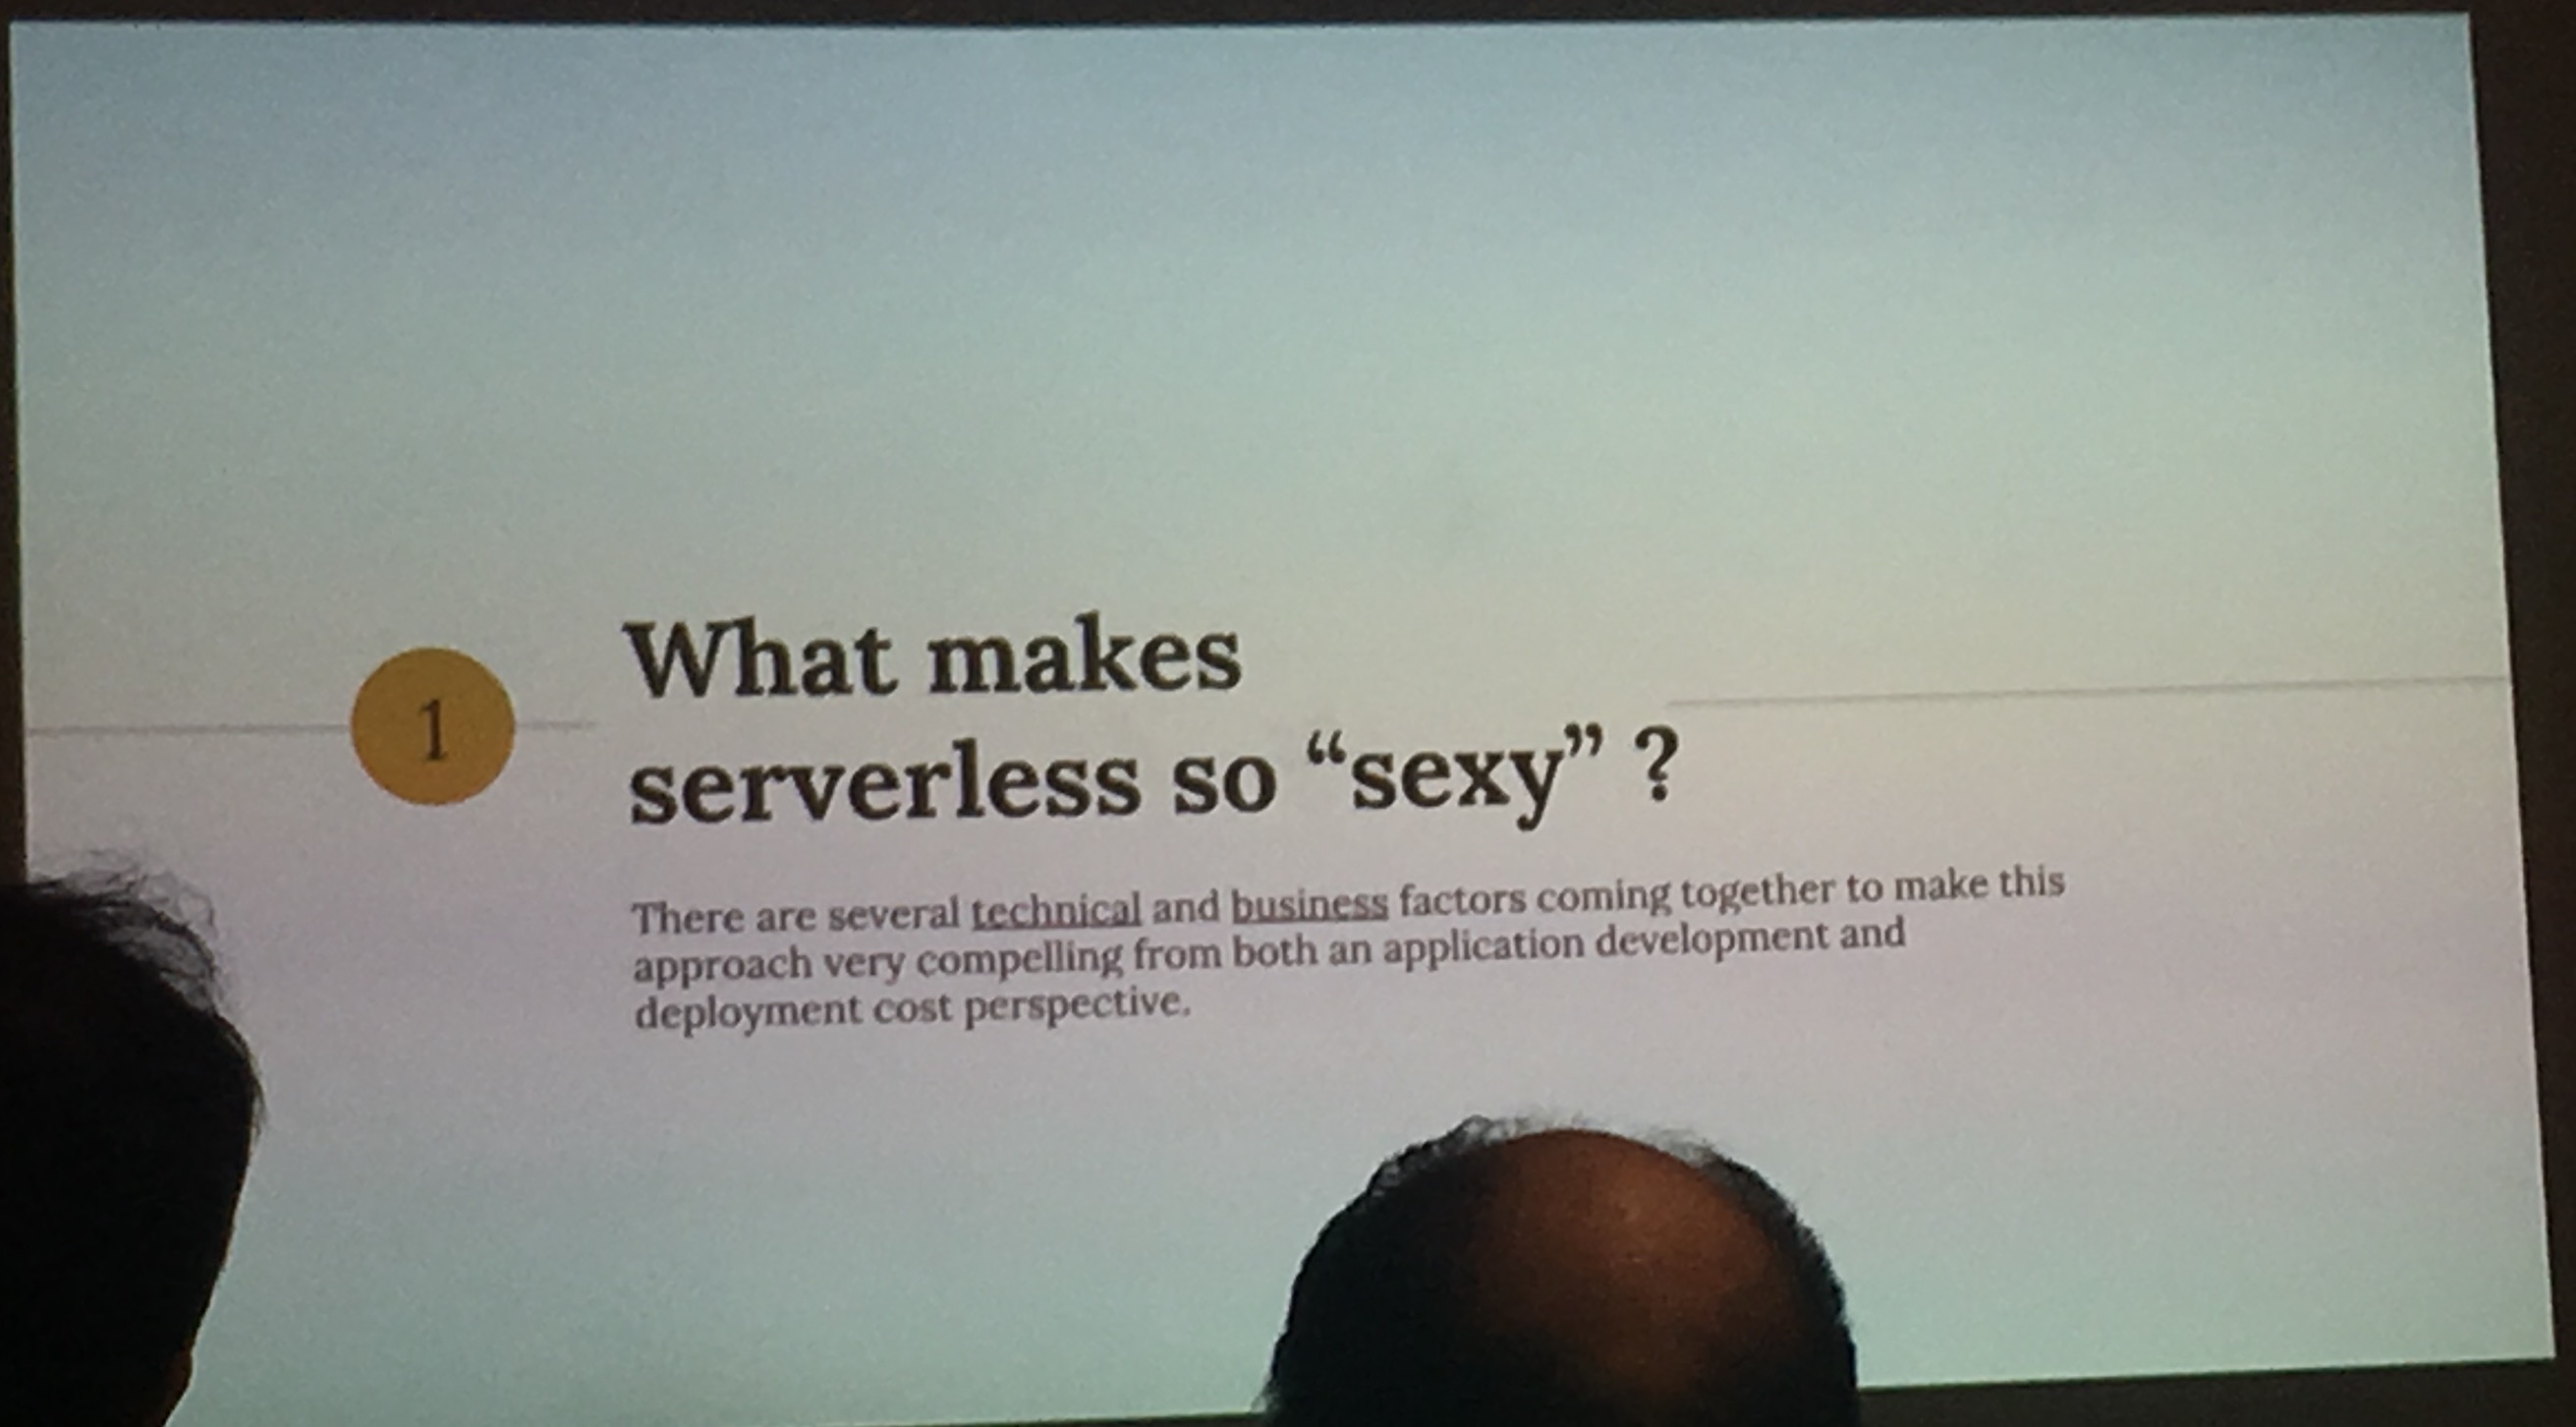 1
What makes
serverless so “sexy” ?
There are several technical and business factors coming together to make this
approach very compelling from both an application development and
deployment cost perspective.